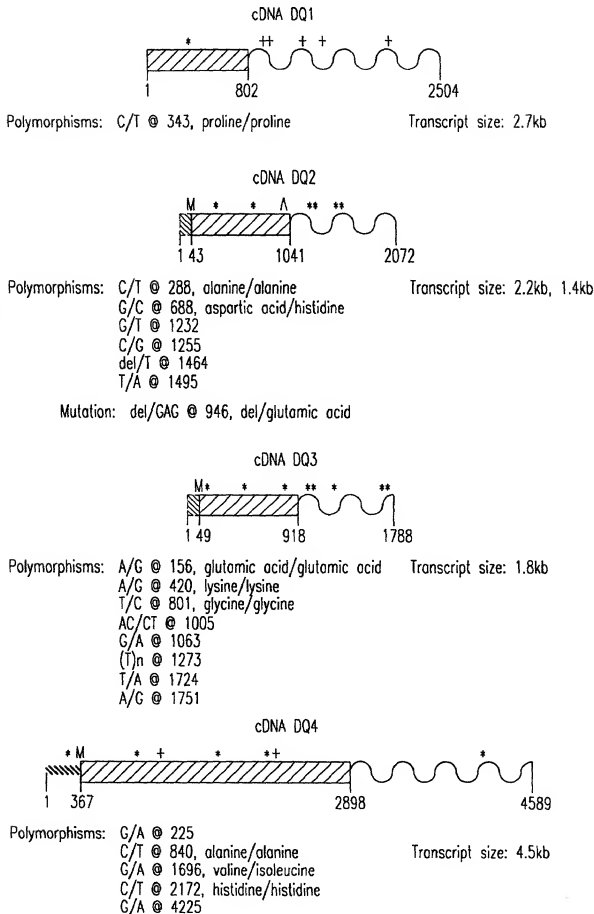 cDNA DQ1
* ++ + + +
1 802 2504
Polymorphisms: C/T @ 343, proline/proline Transcript size: 2.7kb
cDNA DQ2
M * * Λ ** **
1 43 1041 2072
Polymorphisms: C/T @ 288, alanine/alanine Transcript size: 2.2kb, 1.4kb
G/C @ 688, aspartic acid/histidine
G/T @ 1232
C/G @ 1255
del/T @ 1464
T/A @ 1495
Mutation: del/GAG @ 946, del/glutamic acid
cDNA DQ3
M* * * ** * **
1 49 918 1788
Polymorphisms: A/G @ 156, glutamic acid/glutamic acid Transcript size: 1.8kb
A/G @ 420, lysine/lysine
T/C @ 801, glycine/glycine
AC/CT @ 1005
G/A @ 1063
(T)n @ 1273
T/A @ 1724
A/G @ 1751
cDNA DQ4
* M * + * *+ *
1 367 2898 4589
Polymorphisms: G/A @ 225
C/T @ 840, alanine/alanine Transcript size: 4.5kb
G/A @ 1696, valine/isoleucine
C/T @ 2172, histidine/histidine
G/A @ 4225